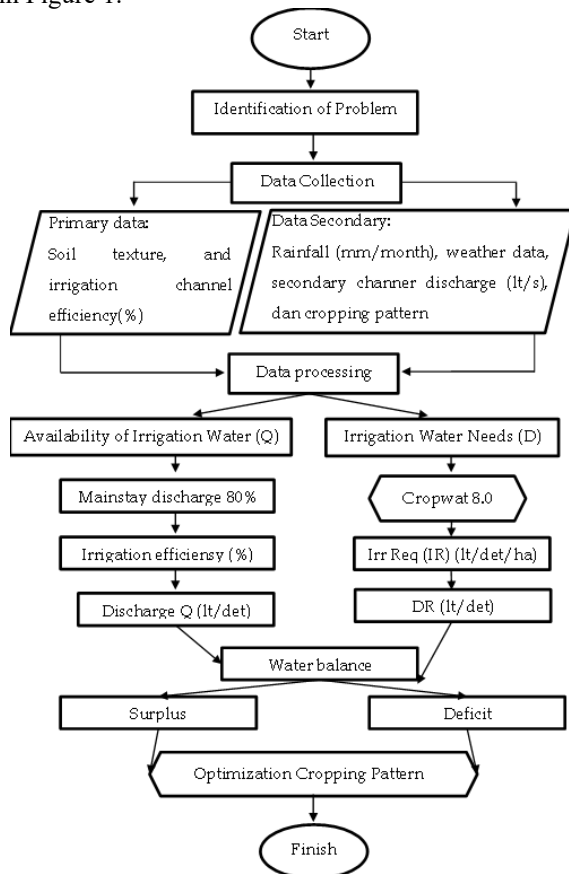 in Figure 1.
Start
Identification of Problem
Data Collection
Primary data:
Soil texture, and
irrigation channel
efficiency(%)
Data Secondary:
Rainfall (mm/month), weather data,
secondary channer discharge (lt/s),
dan cropping pattern
Data processing
Availability of Irrigation Water (Q)
Irrigation Water Needs (D)
Mainstay discharge 80%
Cropwat 8.0
Irrigation efficiensy (%)
Irr Req (IR) (lt/det/ha)
Discharge Q (lt/det)
DR (lt/det)
Water balance
Surplus
Deficit
Optimization Cropping Pattern
Finish